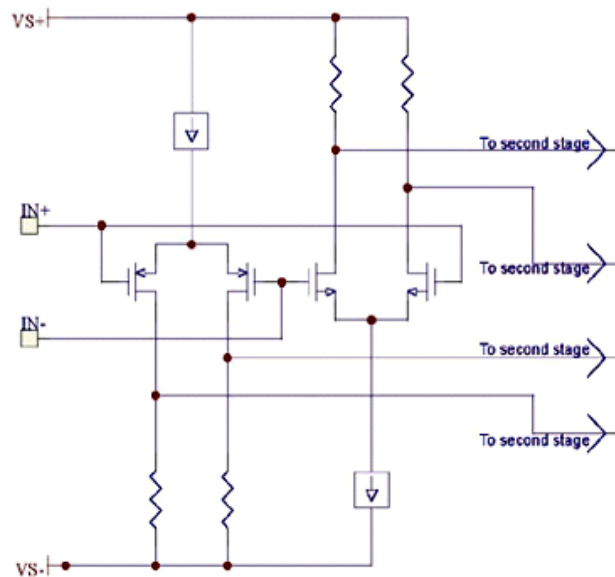 VS+
To second stage
IN+
To second stage
IN-
To second stage
To second stage
VS-